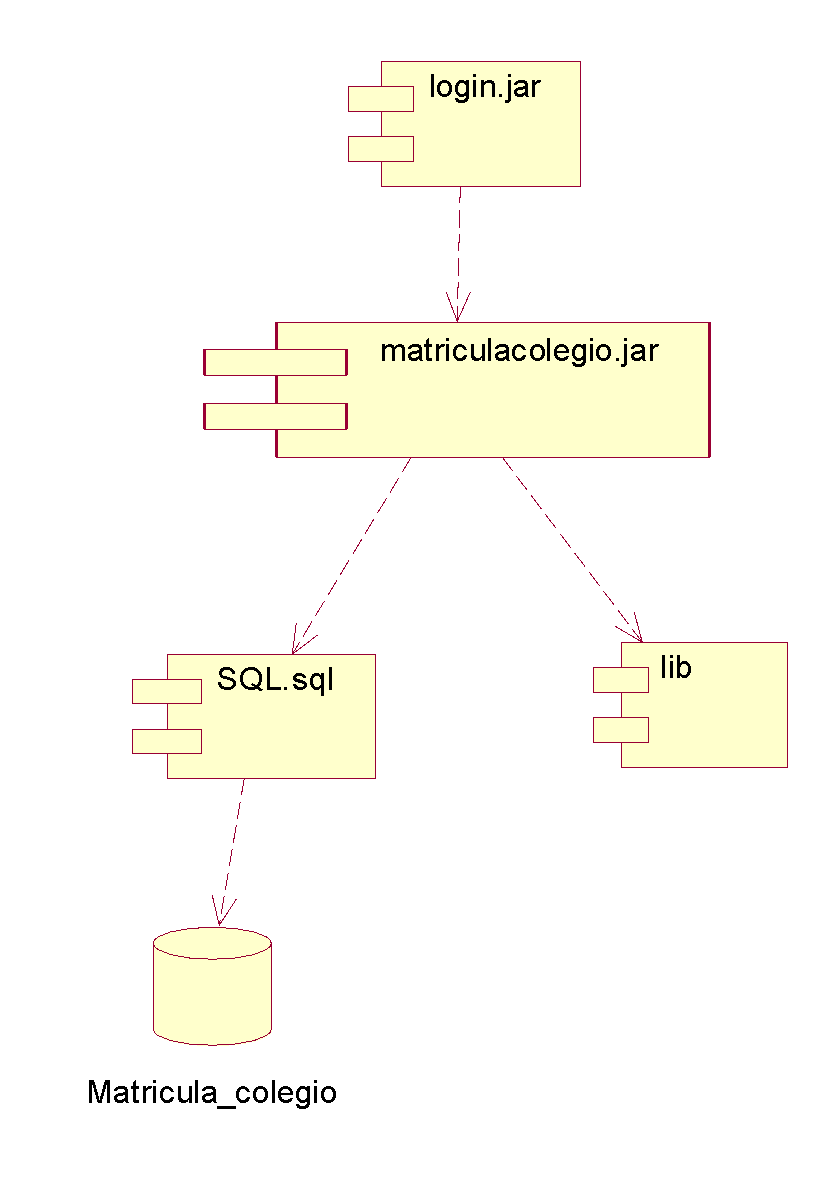 login.jar
matriculacolegio.jar
SQL.sql
lib
Matricula_colegio